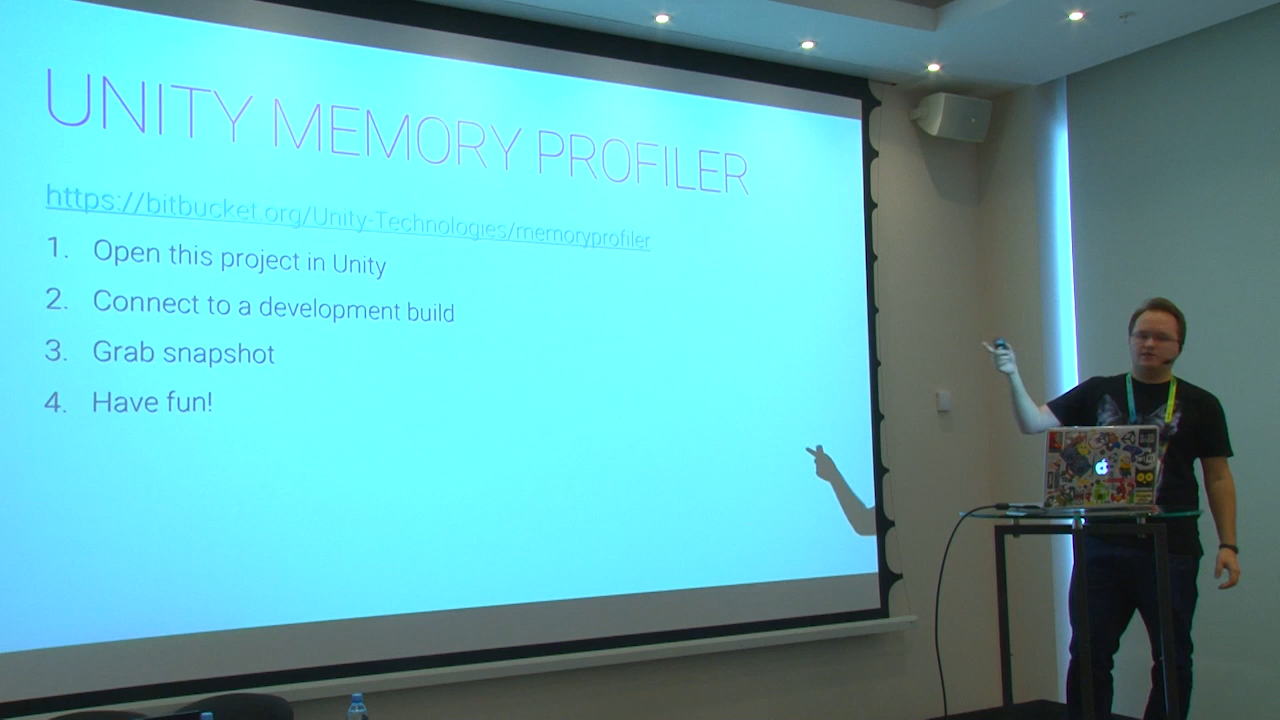 UNITY MEMORY PROFILER
https://bitbucket.org/Unity-Technologies/memoryprofiler
1. Open this project in Unity
2. Connect to a development build
3. Grab snapshot
4. Have fun!